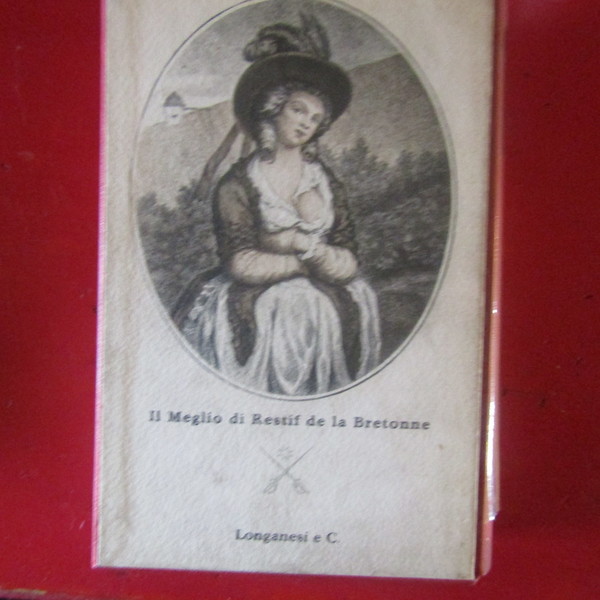 Il Meglio di Restif de la Bretonne
Longanesi e C.